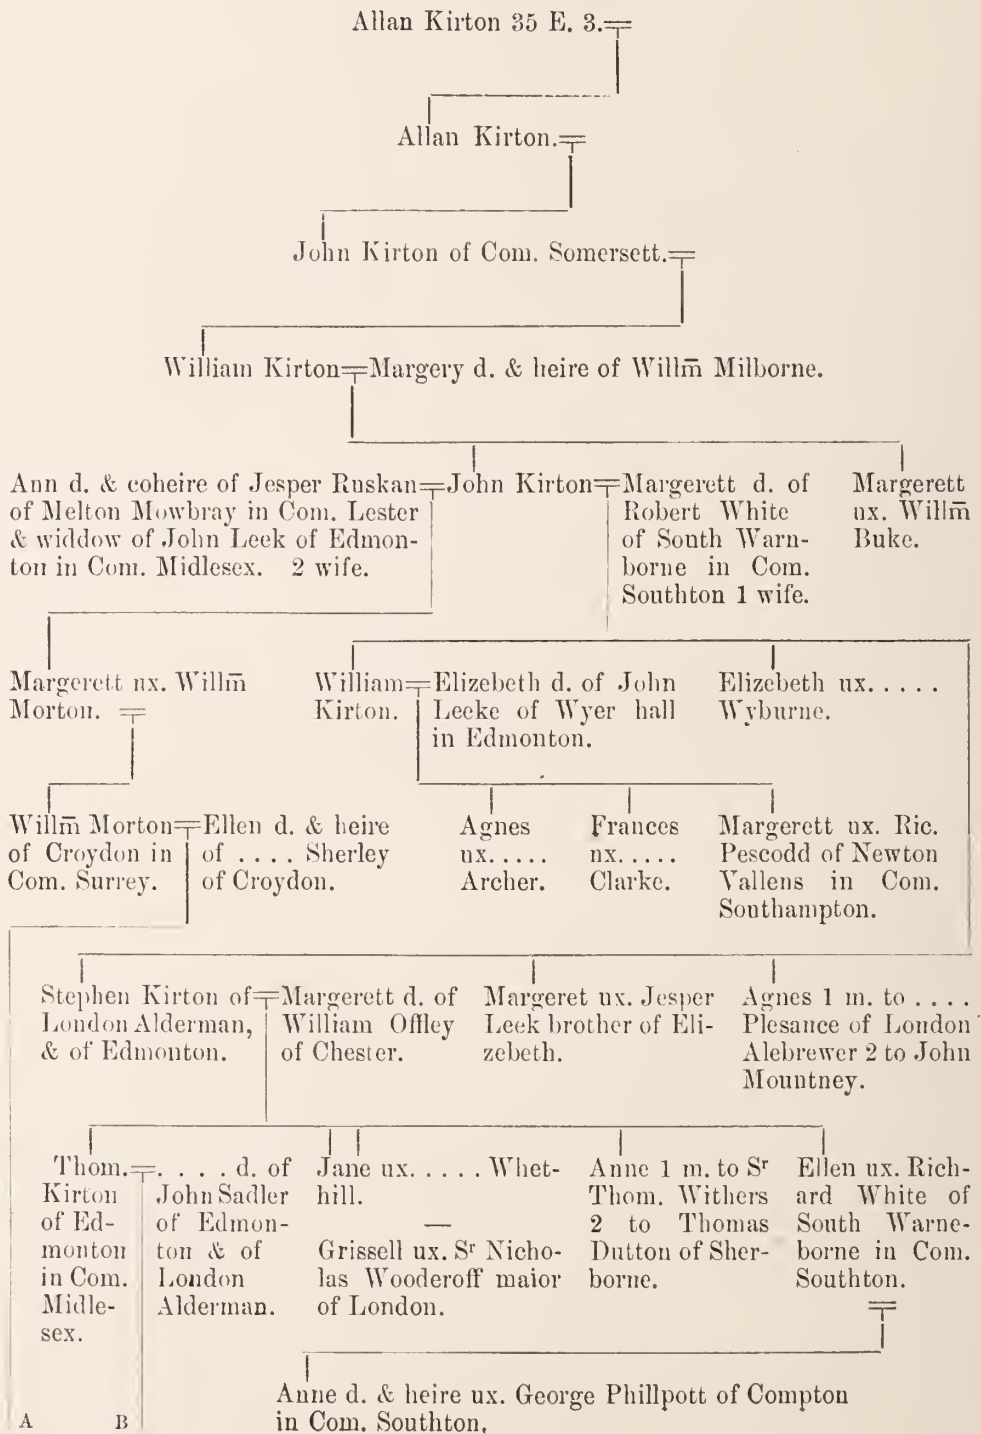 Allan Kirton 35 E. 3.
Allan Kirton.
John Kirton of Com. Somersett.
William Kirton
Margery d. & heire of Willm̄ Milborne.
Ann d. & coheire of Jesper Ruskan
of Melton Mowbray in Com. Lester
& widdow of John Leek of Edmon-
ton in Com. Midlesex. 2 wife.
John Kirton
Margerett d. of
Robert White
of South Warn-
borne in Com.
Southton 1 wife.
Margerett
ux. Willm̄
Buke.
Margerett ux. Willm̄
Morton.
William
Kirton.
Elizebeth d. of John
Leeke of Wyer hall
in Edmonton.
Elizebeth ux. . . . .
Wyburne.
Willm̄ Morton
of Croydon in
Com. Surrey.
Ellen d. & heire
of . . . . Sherley
of Croydon.
Agnes
ux. . . . .
Archer.
Frances
ux. . . . .
Clarke.
Margerett ux. Ric.
Pescodd of Newton
Vallens in Com.
Southampton.
Stephen Kirton of
London Alderman,
& of Edmonton.
Margerett d. of
William Offley
of Chester.
Margeret ux. Jesper
Leek brother of Eli-
zebeth.
Agnes 1 m. to . . . .
Plesance of London
Alebrewer 2 to John
Mountney.
Thom.
Kirton
of Ed-
monton
in Com.
Midle-
sex.
. . . . d. of
John Sadler
of Edmon-
ton & of
London
Alderman.
Jane ux. . . . . Whet-
hill.
—
Grissell ux. Sʳ Nicho-
las Wooderoff maior
of London.
Anne 1 m. to Sʳ
Thom. Withers
2 to Thomas
Dutton of Sher-
borne.
Ellen ux. Rich-
ard White of
South Warne-
borne in Com.
Southton.
Anne d. & heire ux. George Phillpott of Compton
in Com. Southton.
A B